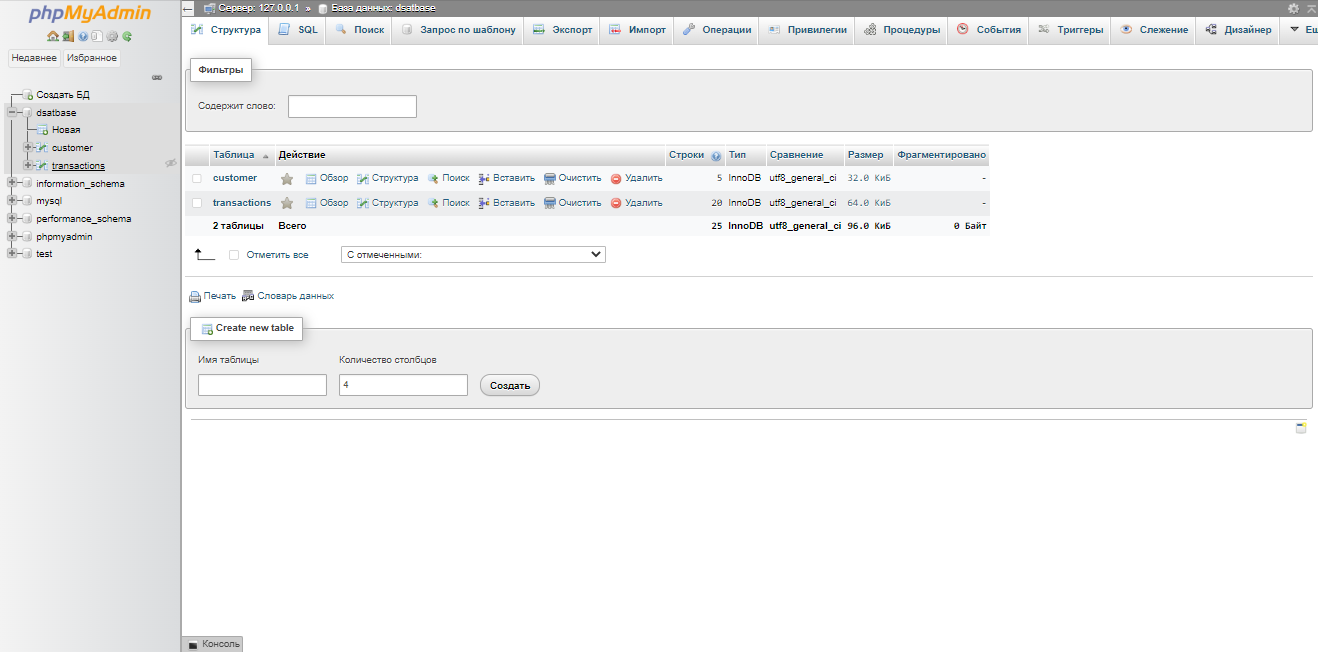 phpMyAdmin
Недавнее Избранное
Создать БД
dsatbase
Новая
customer
transactions
information_schema
mysql
performance_schema
phpmyadmin
test
Сервер: 127.0.0.1 » База данных: dsatbase
Структура SQL Поиск Запрос по шаблону Экспорт Импорт Операции Привилегии Процедуры События Триггеры Слежение Дизайнер Ещ
Фильтры
Содержит слово:
Таблица Действие Строки Тип Сравнение Размер Фрагментировано
customer Обзор Структура Поиск Вставить Очистить Удалить 5 InnoDB utf8_general_ci 32.0 КиБ -
transactions Обзор Структура Поиск Вставить Очистить Удалить 20 InnoDB utf8_general_ci 64.0 КиБ -
2 таблицы Всего 25 InnoDB utf8_general_ci 96.0 КиБ 0 Байт
Отметить все С отмеченными:
Печать Словарь данных
Create new table
Имя таблицы Количество столбцов
4 Создать
Консоль